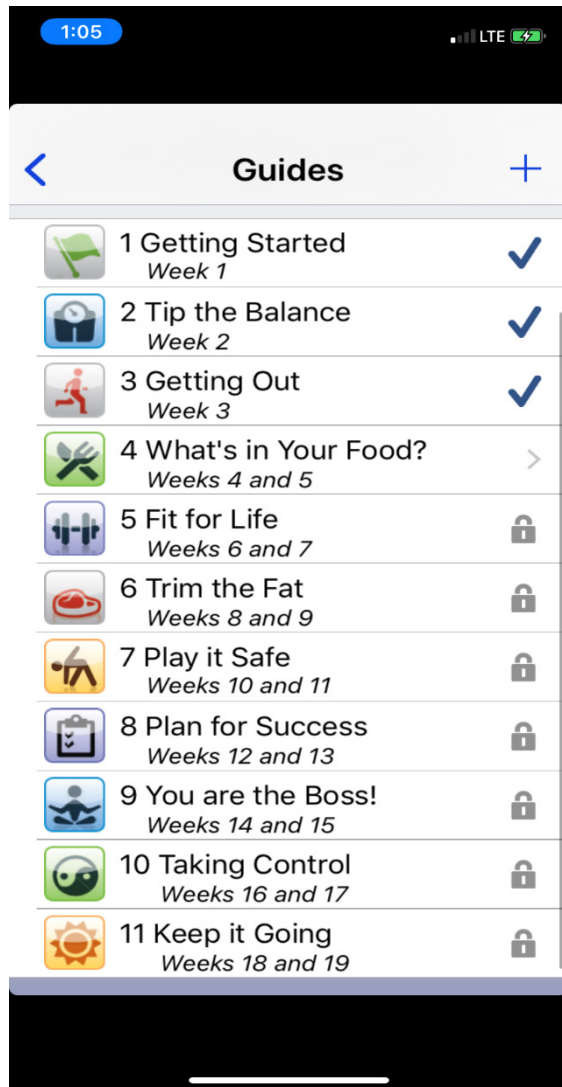 1:05
LTE
Guides
1 Getting Started
Week 1
2 Tip the Balance
Week 2
3 Getting Out
Week 3
4 What's in Your Food?
Weeks 4 and 5
5 Fit for Life
Weeks 6 and 7
6 Trim the Fat
Weeks 8 and 9
7 Play it Safe
Weeks 10 and 11
8 Plan for Success
Weeks 12 and 13
9 You are the Boss!
Weeks 14 and 15
10 Taking Control
Weeks 16 and 17
11 Keep it Going
Weeks 18 and 19